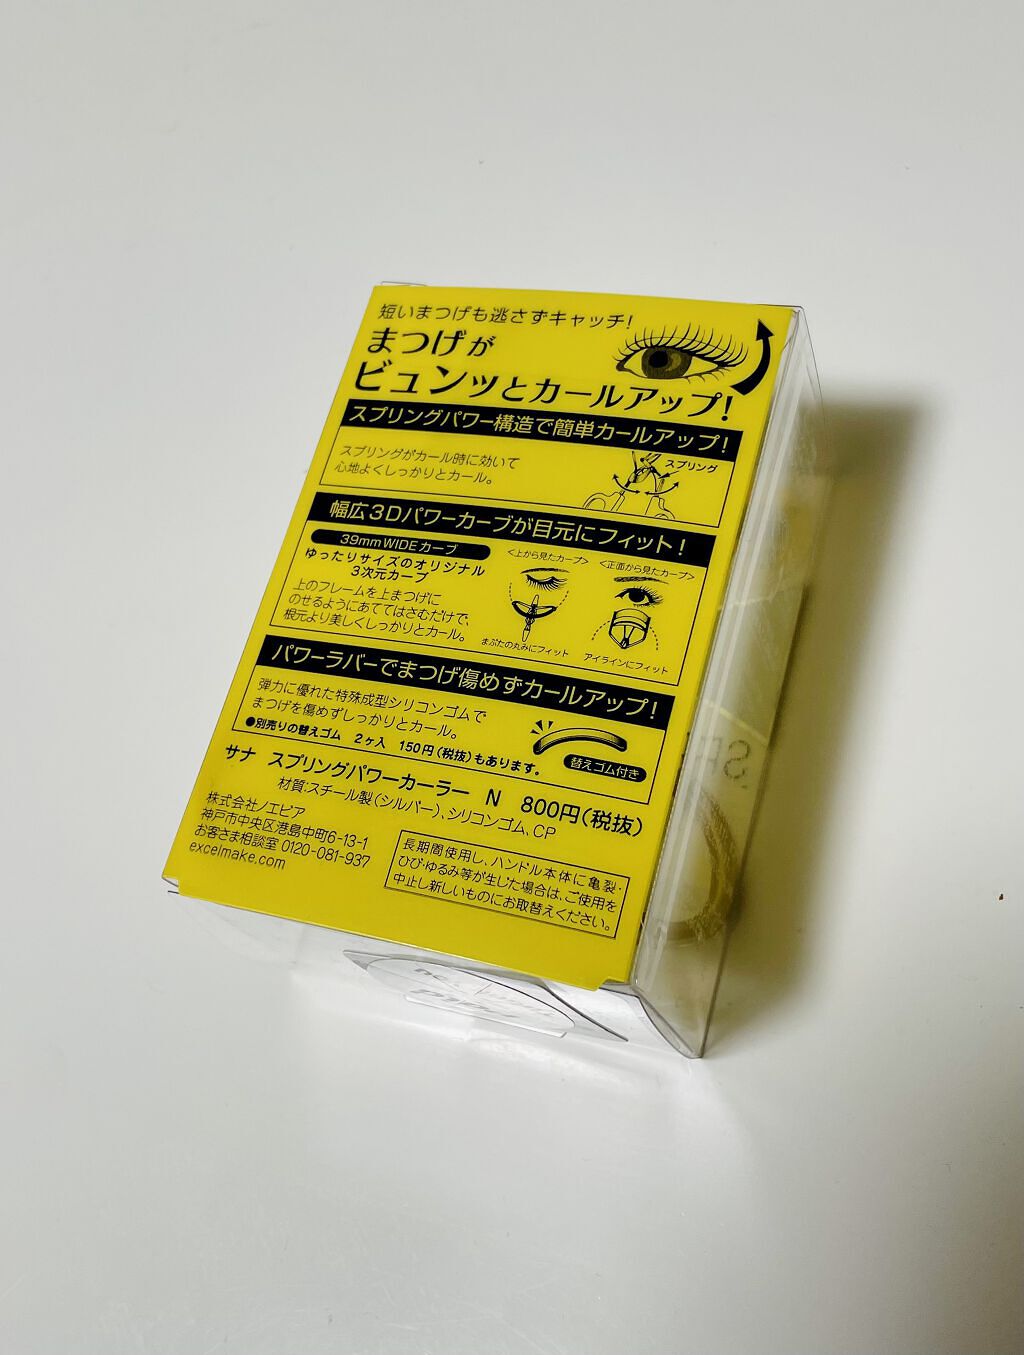 短いまつげも逃さずキャッチ!
まつげが
ビュンッとカールアップ!
スプリングパワー構造で簡単カールアップ!
スプリングがカール時に効いて
心地よくしっかりとカール。
スプリング
幅広3Dパワーカーブが目元にフィット!
39mm WIDEカーブ
ゆったりサイズのオリジナル
3次元カーブ
上のフレームを上まつげに
のせるようにあててはさむだけで、
根元より美しくしっかりとカール。
<上から見たカーブ>
まぶたの丸みにフィット
<正面から見たカーブ>
アイラインにフィット
パワーラバーでまつげ傷めずカールアップ!
弾力に優れた特殊成型シリコンゴムで
まつげを傷めずしっかりとカール。
●別売りの替えゴム 2ヶ入 150円(税抜)もあります。
替えゴム付き
サナ スプリングパワーカーラー N 800円(税抜)
材質:スチール製(シルバー)、シリコンゴム、CP
株式会社ノエビア
神戸市中央区港島中町6-13-1
お客さま相談室 0120-081-937
excelmake.com
長期間使用し、ハンドル本体に亀裂・
ひび・ゆるみ等が生じた場合は、ご使用を
中止し新しいものにお取替えください。